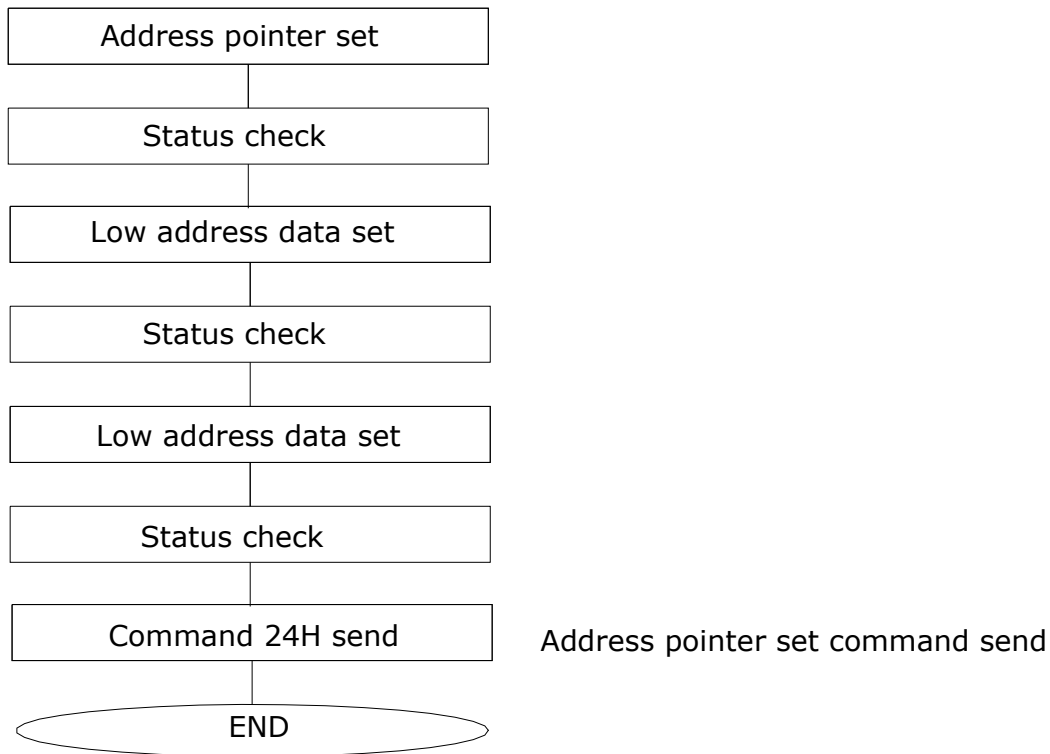 Address pointer set
Status check
Low address data set
Status check
Low address data set
Status check
Command 24H send
Address pointer set command send
END